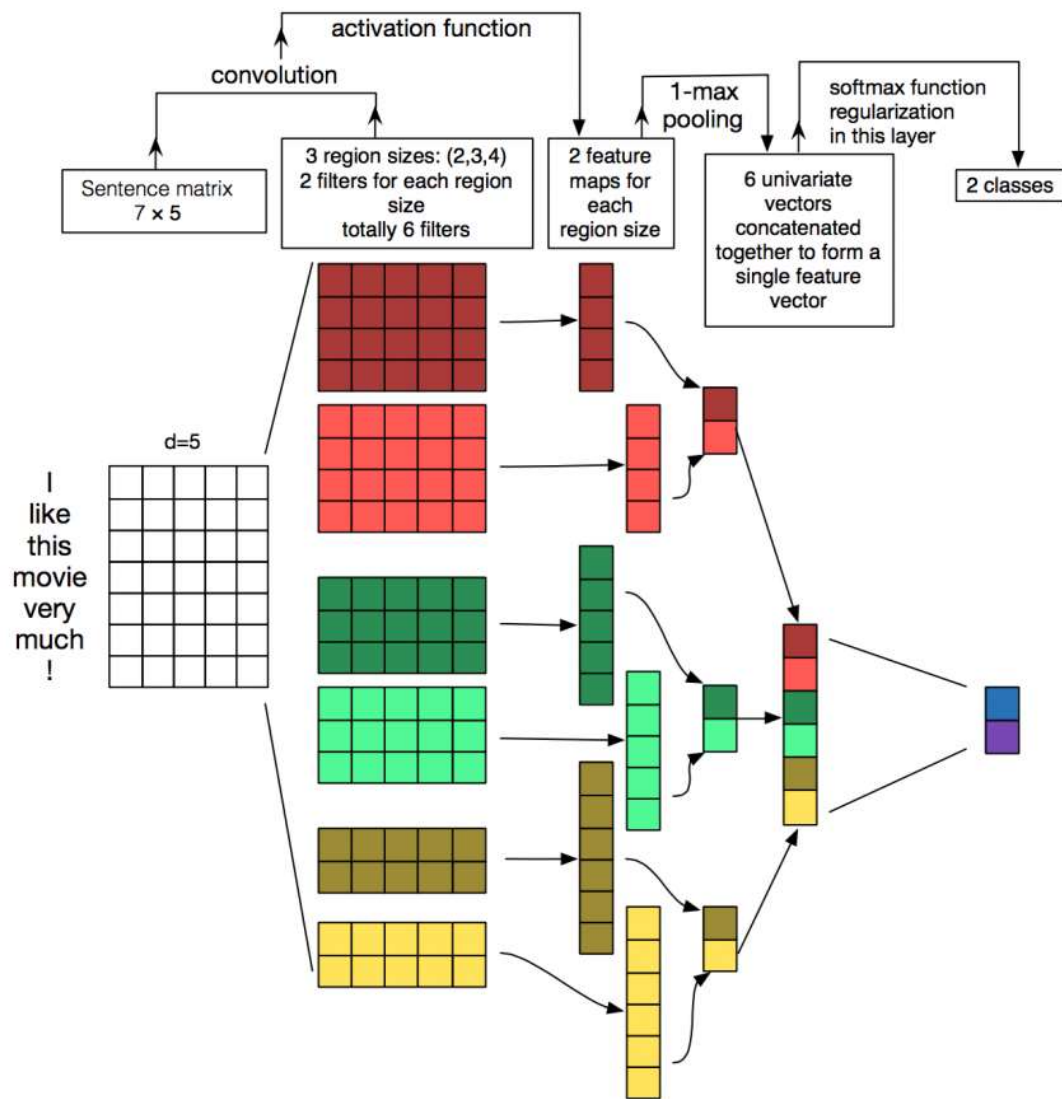 activation function
convolution
1-max
pooling
softmax function
regularization
in this layer
Sentence matrix
7 × 5
3 region sizes: (2,3,4)
2 filters for each region
size
totally 6 filters
2 feature
maps for
each
region size
6 univariate
vectors
concatenated
together to form a
single feature
vector
2 classes
d=5
I
like
this
movie
very
much
!